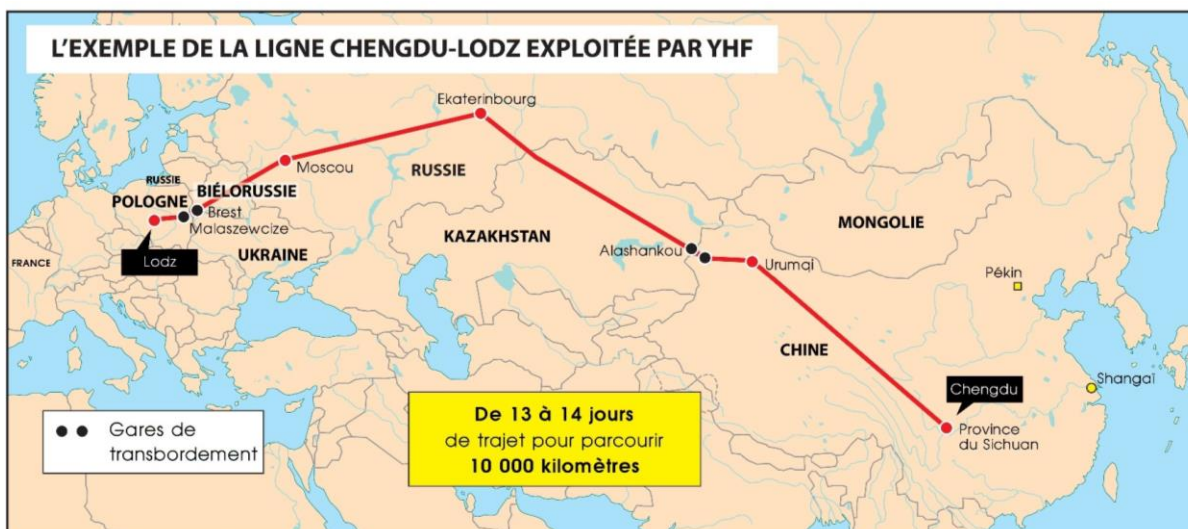 L'EXEMPLE DE LA LIGNE CHENGDU-LODZ EXPLOITÉE PAR YHF
Ekaterinbourg
Moscou
RUSSIE
RUSSIE
BIÉLORUSSIE
POLOGNE
Brest
Malaszewcize
Lodz
UKRAINE
FRANCE
KAZAKHSTAN
MONGOLIE
Alashankou
Urumqi
Pékin
CHINE
Shangaï
Chengdu
Province
du Sichuan
De 13 à 14 jours
de trajet pour parcourir
10 000 kilomètres
Gares de
transbordement